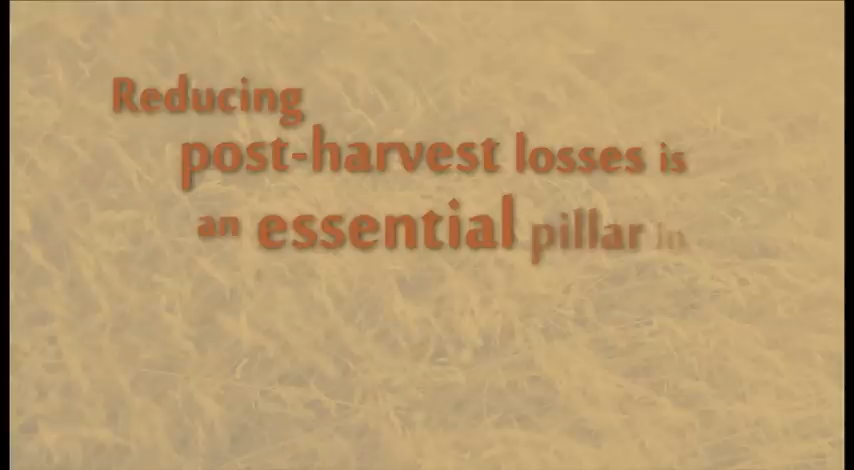 Reducing
post-harvest losses is
an essential pillar in